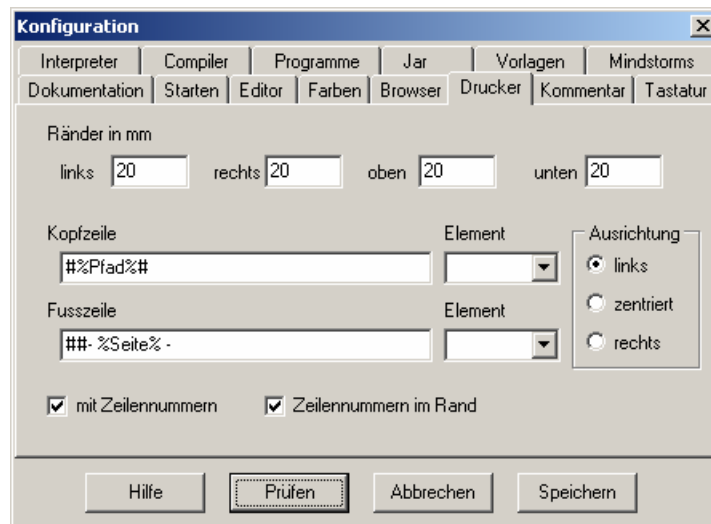 Konfiguration
Interpreter Compiler Programme Jar Vorlagen Mindstorms
Dokumentation Starten Editor Farben Browser Drucker Kommentar Tastatur
Ränder in mm
links 20 rechts 20 oben 20 unten 20
Kopfzeile Element Ausrichtung
#%Pfad%# links
zentriert
Fusszeile Element
##- %Seite% - rechts
mit Zeilennummern Zeilennummern im Rand
Hilfe Prüfen Abbrechen Speichern